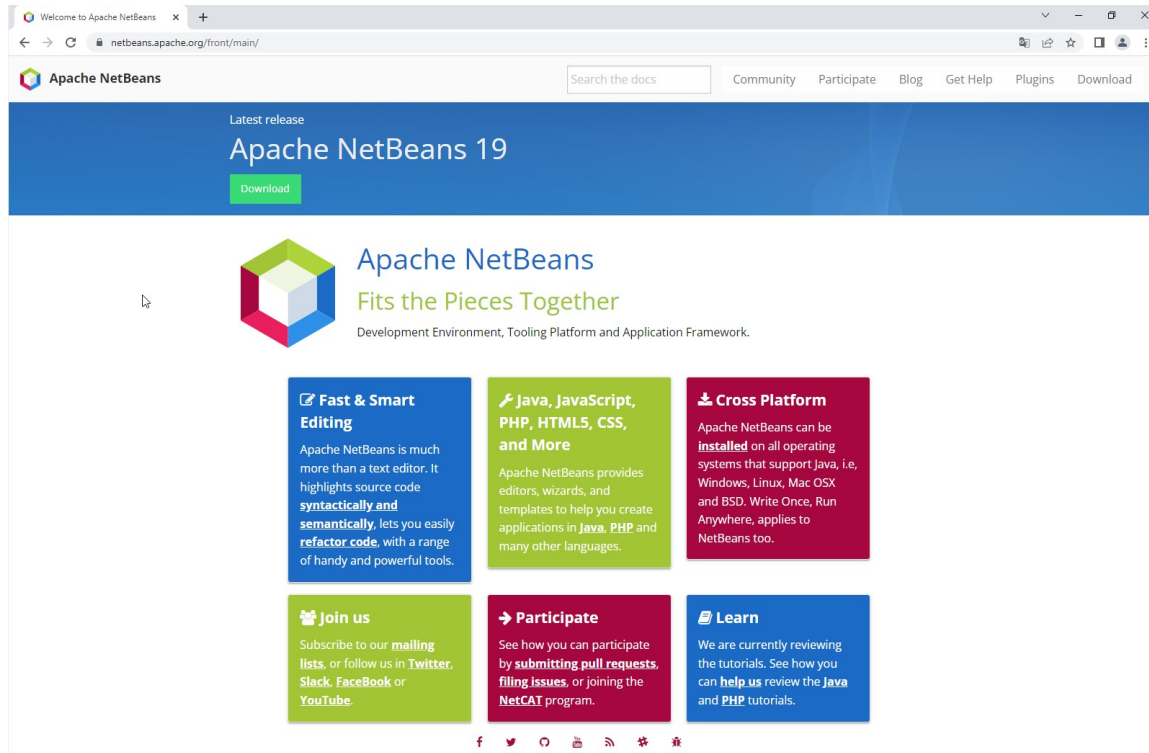 Welcome to Apache NetBeans
netbeans.apache.org/front/main/
Apache NetBeans
Search the docs
Community Participate Blog Get Help Plugins Download
Latest release
Apache NetBeans 19
Download
Apache NetBeans
Fits the Pieces Together
Development Environment, Tooling Platform and Application Framework.
Fast & Smart
Editing
Apache NetBeans is much
more than a text editor. It
highlights source code
syntactically and
semantically, lets you easily
refactor code, with a range
of handy and powerful tools.
Java, JavaScript,
PHP, HTML5, CSS,
and More
Apache NetBeans provides
editors, wizards, and
templates to help you create
applications in Java, PHP and
many other languages.
Cross Platform
Apache NetBeans can be
installed on all operating
systems that support Java, i.e,
Windows, Linux, Mac OSX
and BSD. Write Once, Run
Anywhere, applies to
NetBeans too.
Join us
Subscribe to our mailing
lists, or follow us in Twitter,
Slack, FaceBook or
YouTube.
Participate
See how you can participate
by submitting pull requests,
filing issues, or joining the
NetCAT program.
Learn
We are currently reviewing
the tutorials. See how you
can help us review the Java
and PHP tutorials.